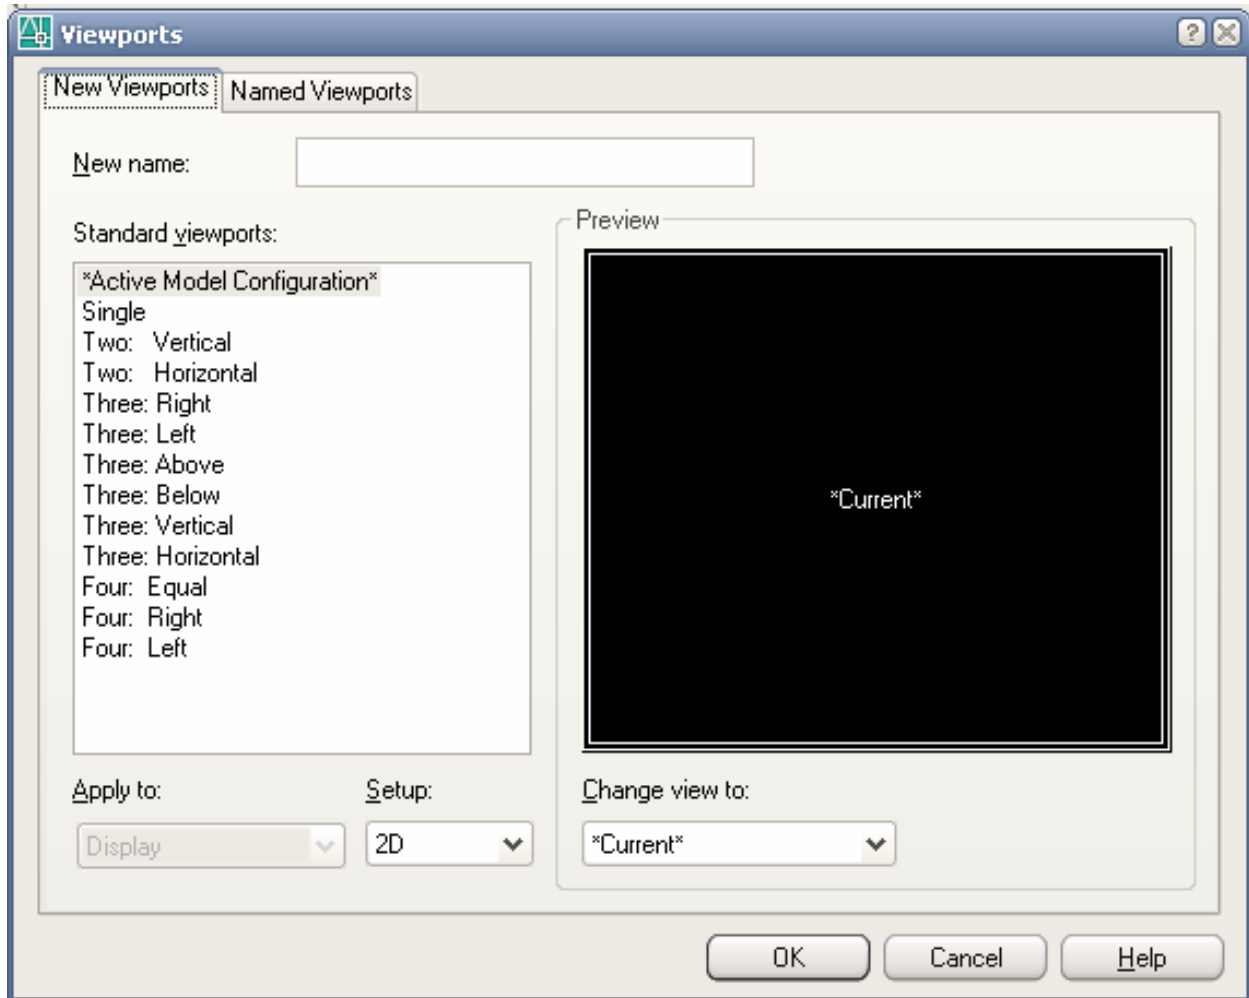 Viewports
New Viewports
Named Viewports
New name:
Standard viewports:
*Active Model Configuration*
Single
Two:   Vertical
Two:   Horizontal
Three: Right
Three: Left
Three: Above
Three: Below
Three: Vertical
Three: Horizontal
Four:  Equal
Four:  Right
Four:  Left
Apply to:
Display
Setup:
2D
Preview
*Current*
Change view to:
*Current*
OK
Cancel
Help